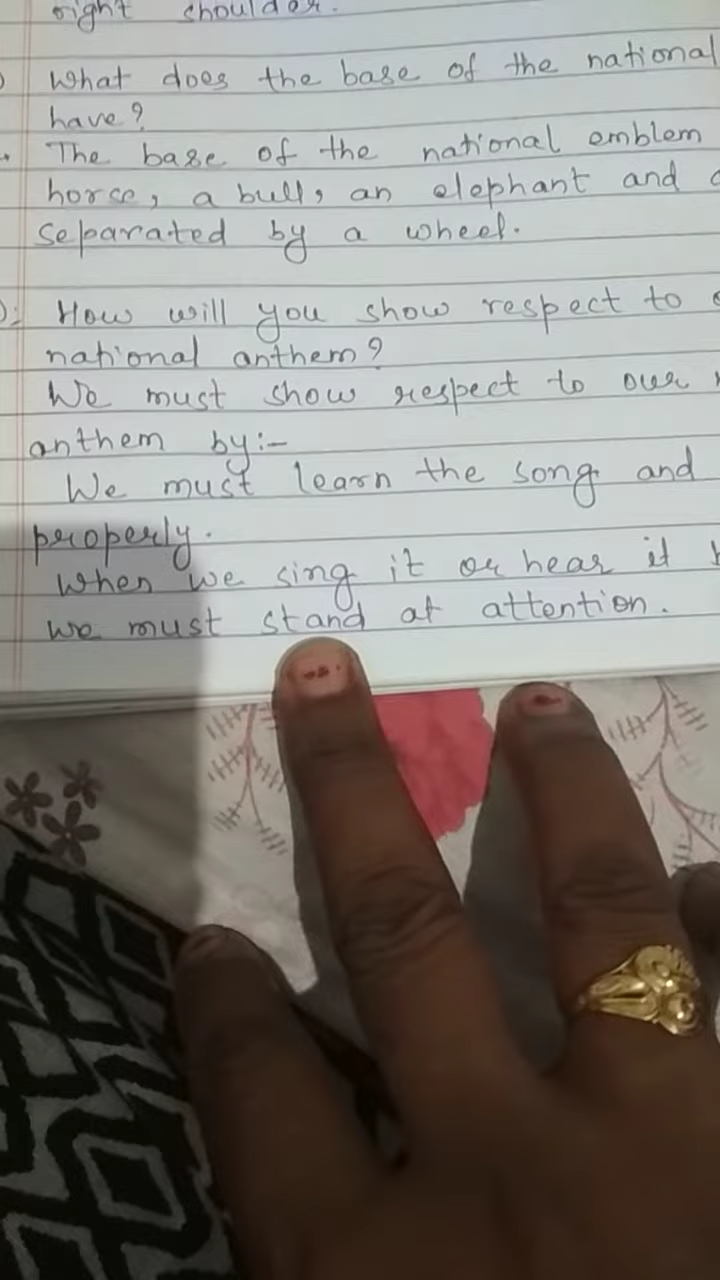 right shoulder.
What does the base of the national
have?
The base of the national emblem
horse, a bull, an elephant and
separated by a wheel.
How will you show respect to
national anthem?
We must show respect to our
anthem by:-
We must learn the song and
properly.
When we sing it or hear it
we must stand at attention.